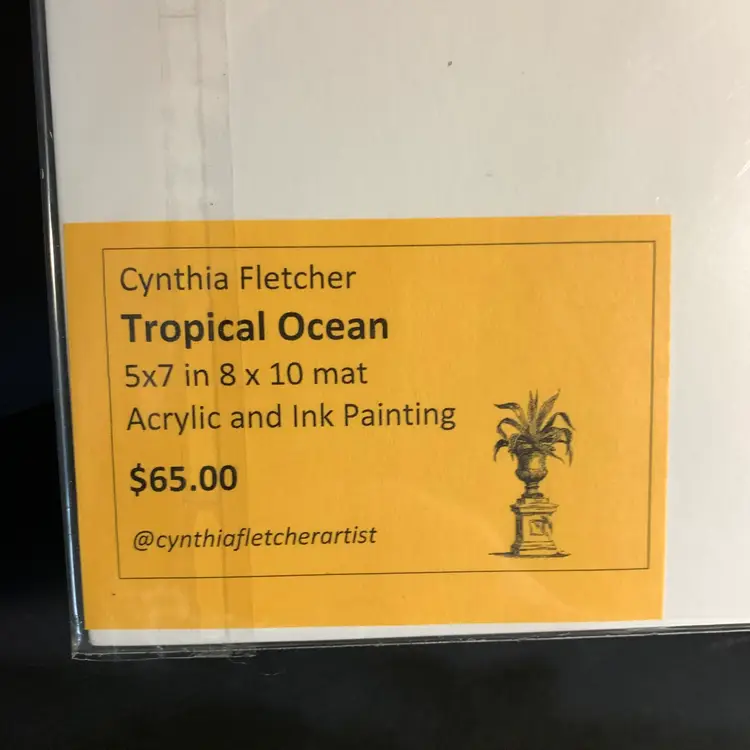 Cynthia Fletcher
Tropical Ocean
5x7 in 8 x 10 mat
Acrylic and Ink Painting
$65.00
@cynthiafletcherartist